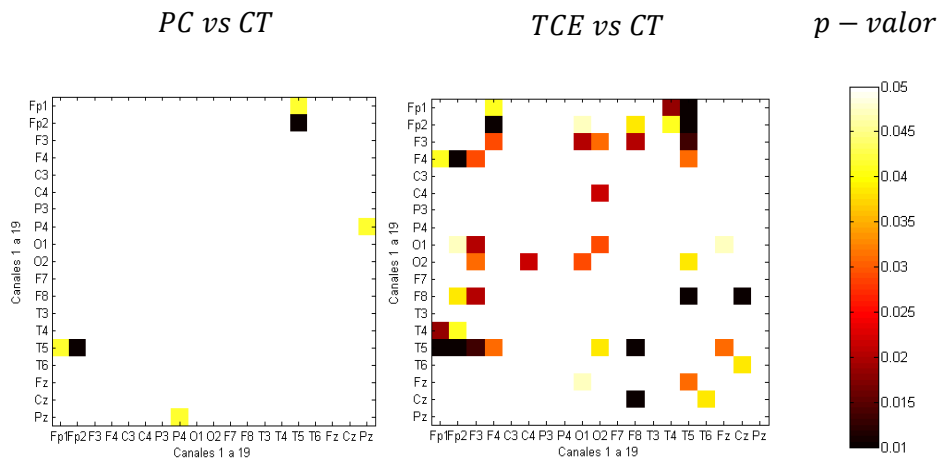 PC vs CT
TCE vs CT
p − valor
Fp1
Fp2
F3
F4
C3
C4
P3
P4
O1
O2
F7
F8
T3
T4
T5
T6
Fz
Cz
Pz
Canales 1 a 19
Fp1 Fp2 F3 F4 C3 C4 P3 P4 O1 O2 F7 F8 T3 T4 T5 T6 Fz Cz Pz
Canales 1 a 19
Fp1
Fp2
F3
F4
C3
C4
P3
P4
O1
O2
F7
F8
T3
T4
T5
T6
Fz
Cz
Pz
Canales 1 a 19
Fp1 Fp2 F3 F4 C3 C4 P3 P4 O1 O2 F7 F8 T3 T4 T5 T6 Fz Cz Pz
Canales 1 a 19
0.05
0.045
0.04
0.035
0.03
0.025
0.02
0.015
0.01